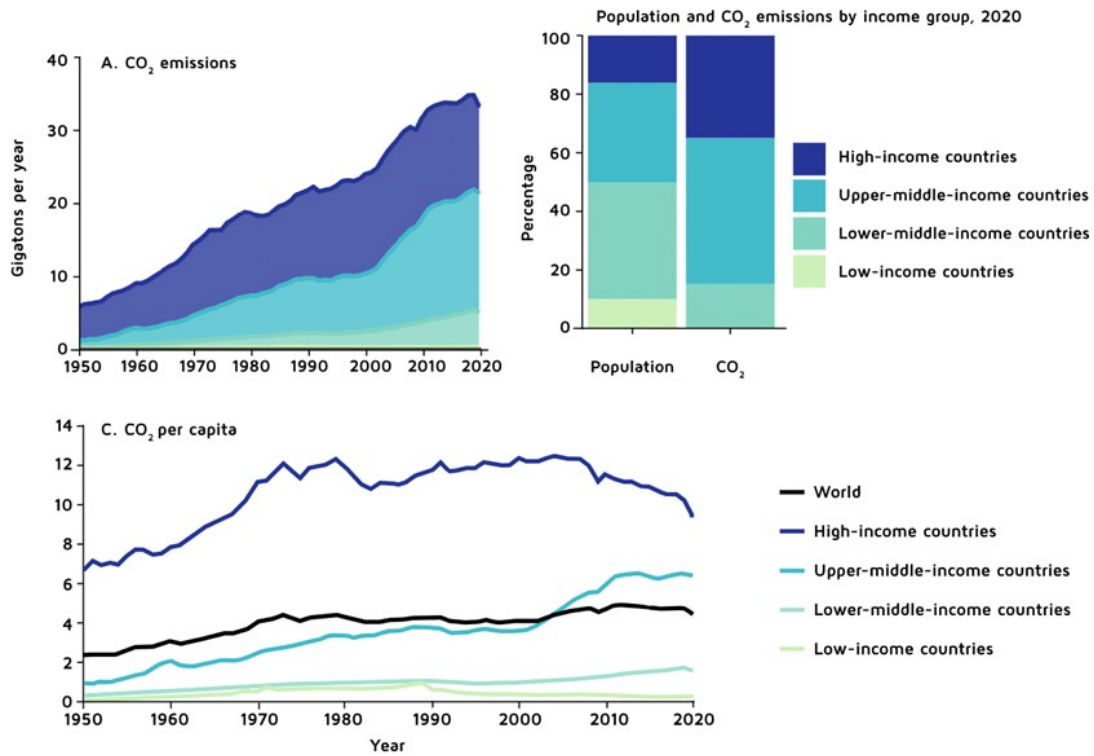 A. CO₂ emissions
Gigatons per year
40
30
20
10
0
1950 1960 1970 1980 1990 2000 2010 2020
Population and CO₂ emissions by income group, 2020
Percentage
100
80
60
40
20
0
Population CO₂
High-income countries
Upper-middle-income countries
Lower-middle-income countries
Low-income countries
C. CO₂ per capita
14
12
10
8
6
4
2
0
1950 1960 1970 1980 1990 2000 2010 2020
Year
World
High-income countries
Upper-middle-income countries
Lower-middle-income countries
Low-income countries